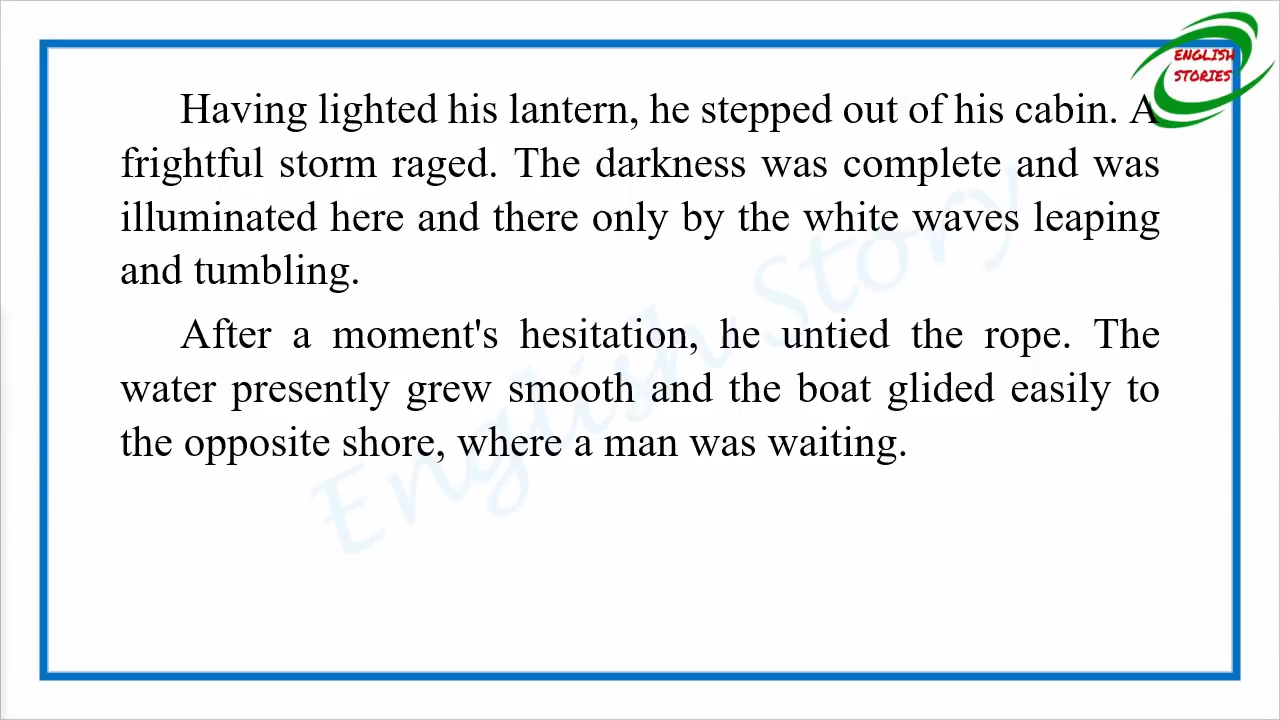 ENGLISH
STORIES
Having lighted his lantern, he stepped out of his cabin. A
frightful storm raged. The darkness was complete and was
illuminated here and there only by the white waves leaping
and tumbling.
After a moment's hesitation, he untied the rope. The
water presently grew smooth and the boat glided easily to
the opposite shore, where a man was waiting.
English Story